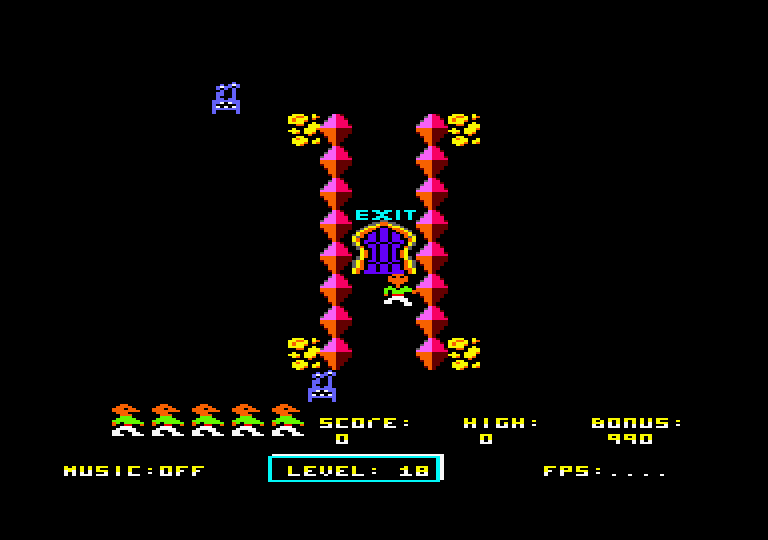 EXIT
SCORE: HIGH: BONUS:
0 0 990
MUSIC:OFF LEVEL: 18 FPS:....